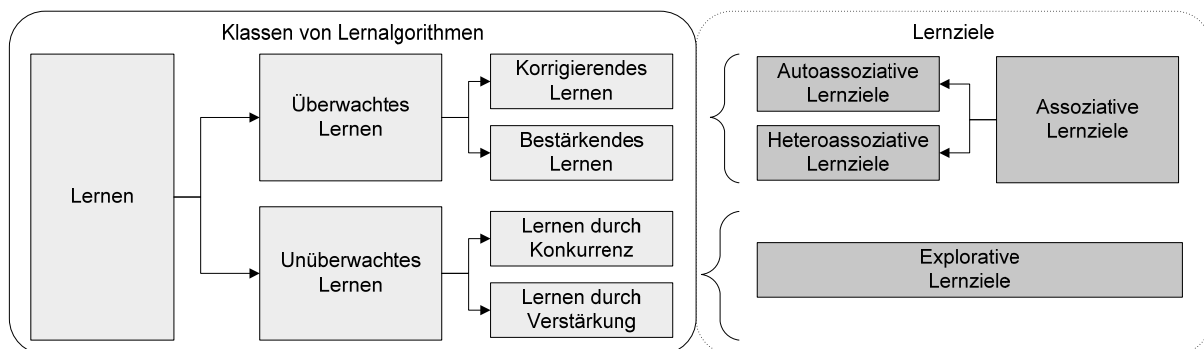 Klassen von Lernalgorithmen
Lernen
Überwachtes
Lernen
Korrigierendes
Lernen
Bestärkendes
Lernen
Unüberwachtes
Lernen
Lernen durch
Konkurrenz
Lernen durch
Verstärkung
Lernziele
Autoassoziative
Lernziele
Heteroassoziative
Lernziele
Assoziative
Lernziele
Explorative
Lernziele